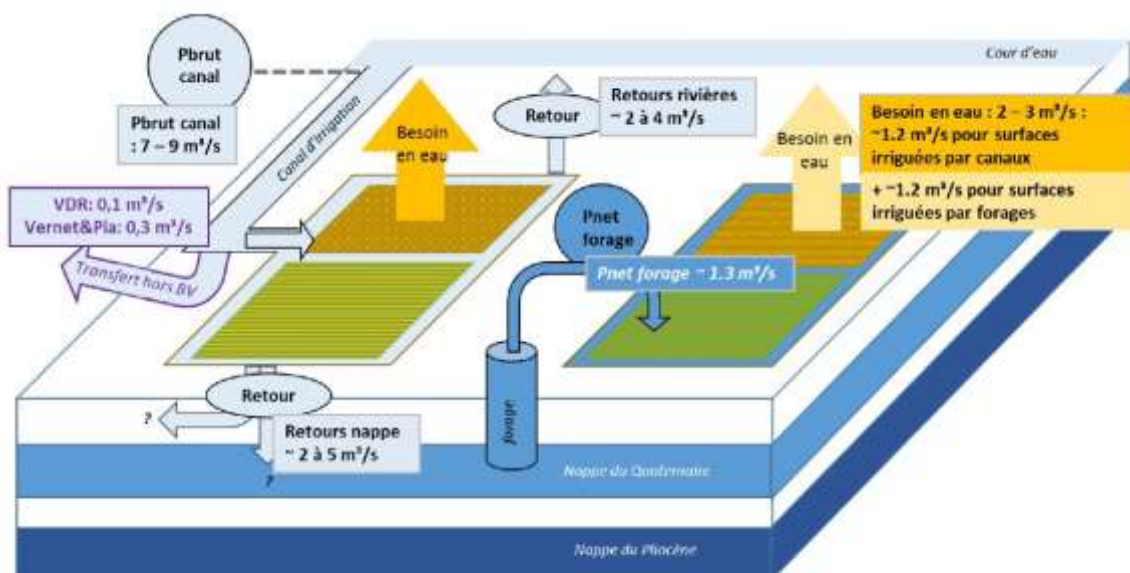 Pbrut
canal
Cour d'eau
Pbrut canal
: 7 – 9 m³/s
Canal d'irrigation
Besoin
en eau
Retour
Retours rivières
~ 2 à 4 m³/s
Besoin en
eau
Besoin en eau : 2 – 3 m³/s :
~1.2 m³/s pour surfaces
irriguées par canaux
+ ~1.2 m³/s pour surfaces
irriguées par forages
VDR: 0,1 m³/s
Vernet&Pia: 0,3 m³/s
Transfert hors BV
Pnet
forage
Pnet forage ~ 1.3 m³/s
Retour
?
Retours nappe
~ 2 à 5 m³/s
?
forage
Nappe du Quaternaire
Nappe du Pliocène